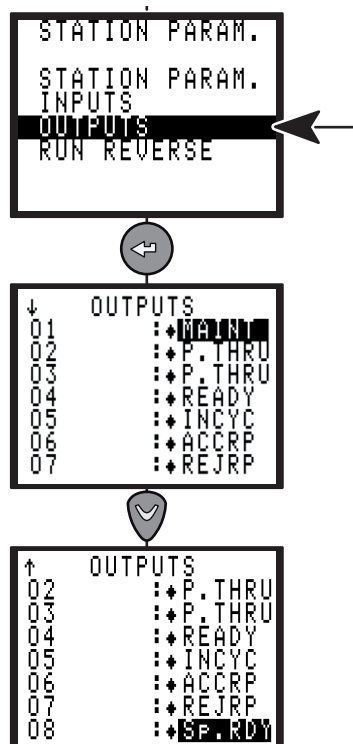 STATION PARAM.
STATION PARAM.
INPUTS
OUTPUTS
RUN REVERSE
↓ OUTPUTS
01 :♦MAINT
02 :♦P.THRU
03 :♦P.THRU
04 :♦READY
05 :♦INCYC
06 :♦ACCRP
07 :♦REJRP
↑ OUTPUTS
02 :♦P.THRU
03 :♦P.THRU
04 :♦READY
05 :♦INCYC
06 :♦ACCRP
07 :♦REJRP
08 :♦Sp.RDY